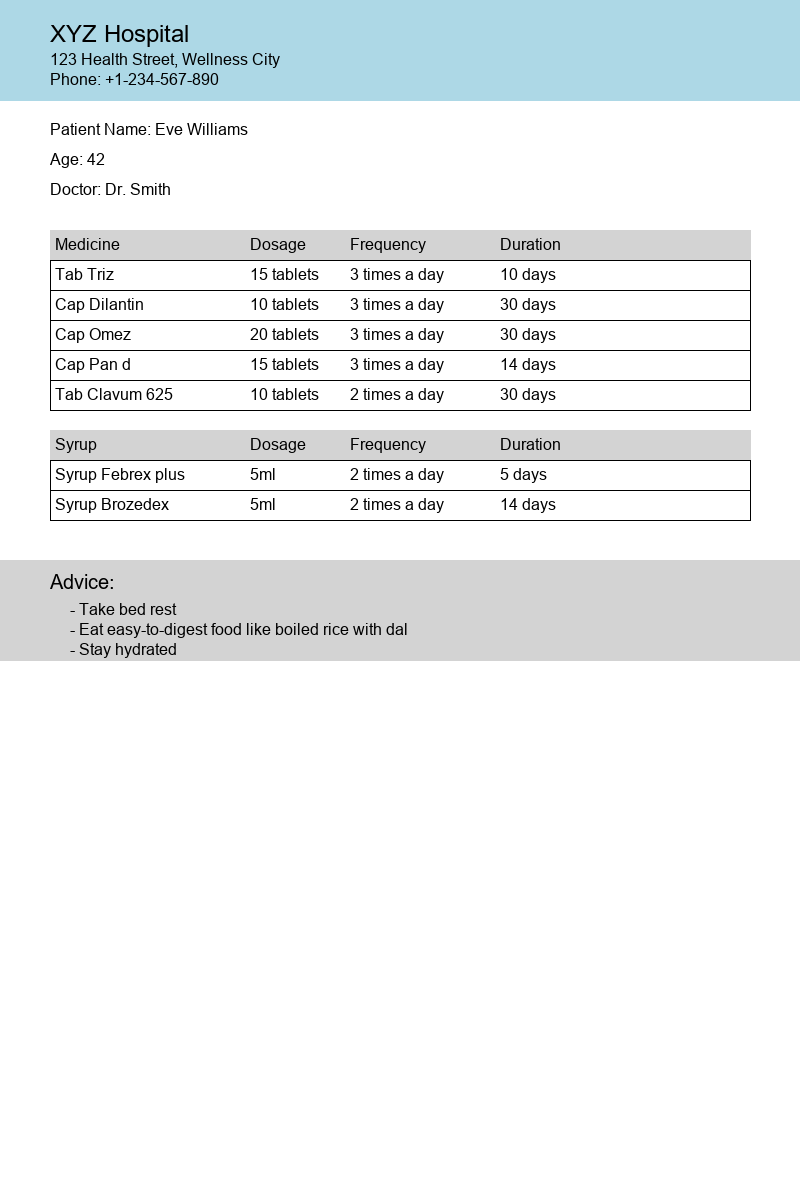 XYZ Hospital
123 Health Street, Wellness City
Phone: +1-234-567-890
Patient Name: Eve Williams
Age: 42
Doctor: Dr. Smith
Medicine Dosage Frequency Duration
Tab Triz 15 tablets 3 times a day 10 days
Cap Dilantin 10 tablets 3 times a day 30 days
Cap Omez 20 tablets 3 times a day 30 days
Cap Pan d 15 tablets 3 times a day 14 days
Tab Clavum 625 10 tablets 2 times a day 30 days
Syrup Dosage Frequency Duration
Syrup Febrex plus 5ml 2 times a day 5 days
Syrup Brozedex 5ml 2 times a day 14 days
Advice:
- Take bed rest
- Eat easy-to-digest food like boiled rice with dal
- Stay hydrated